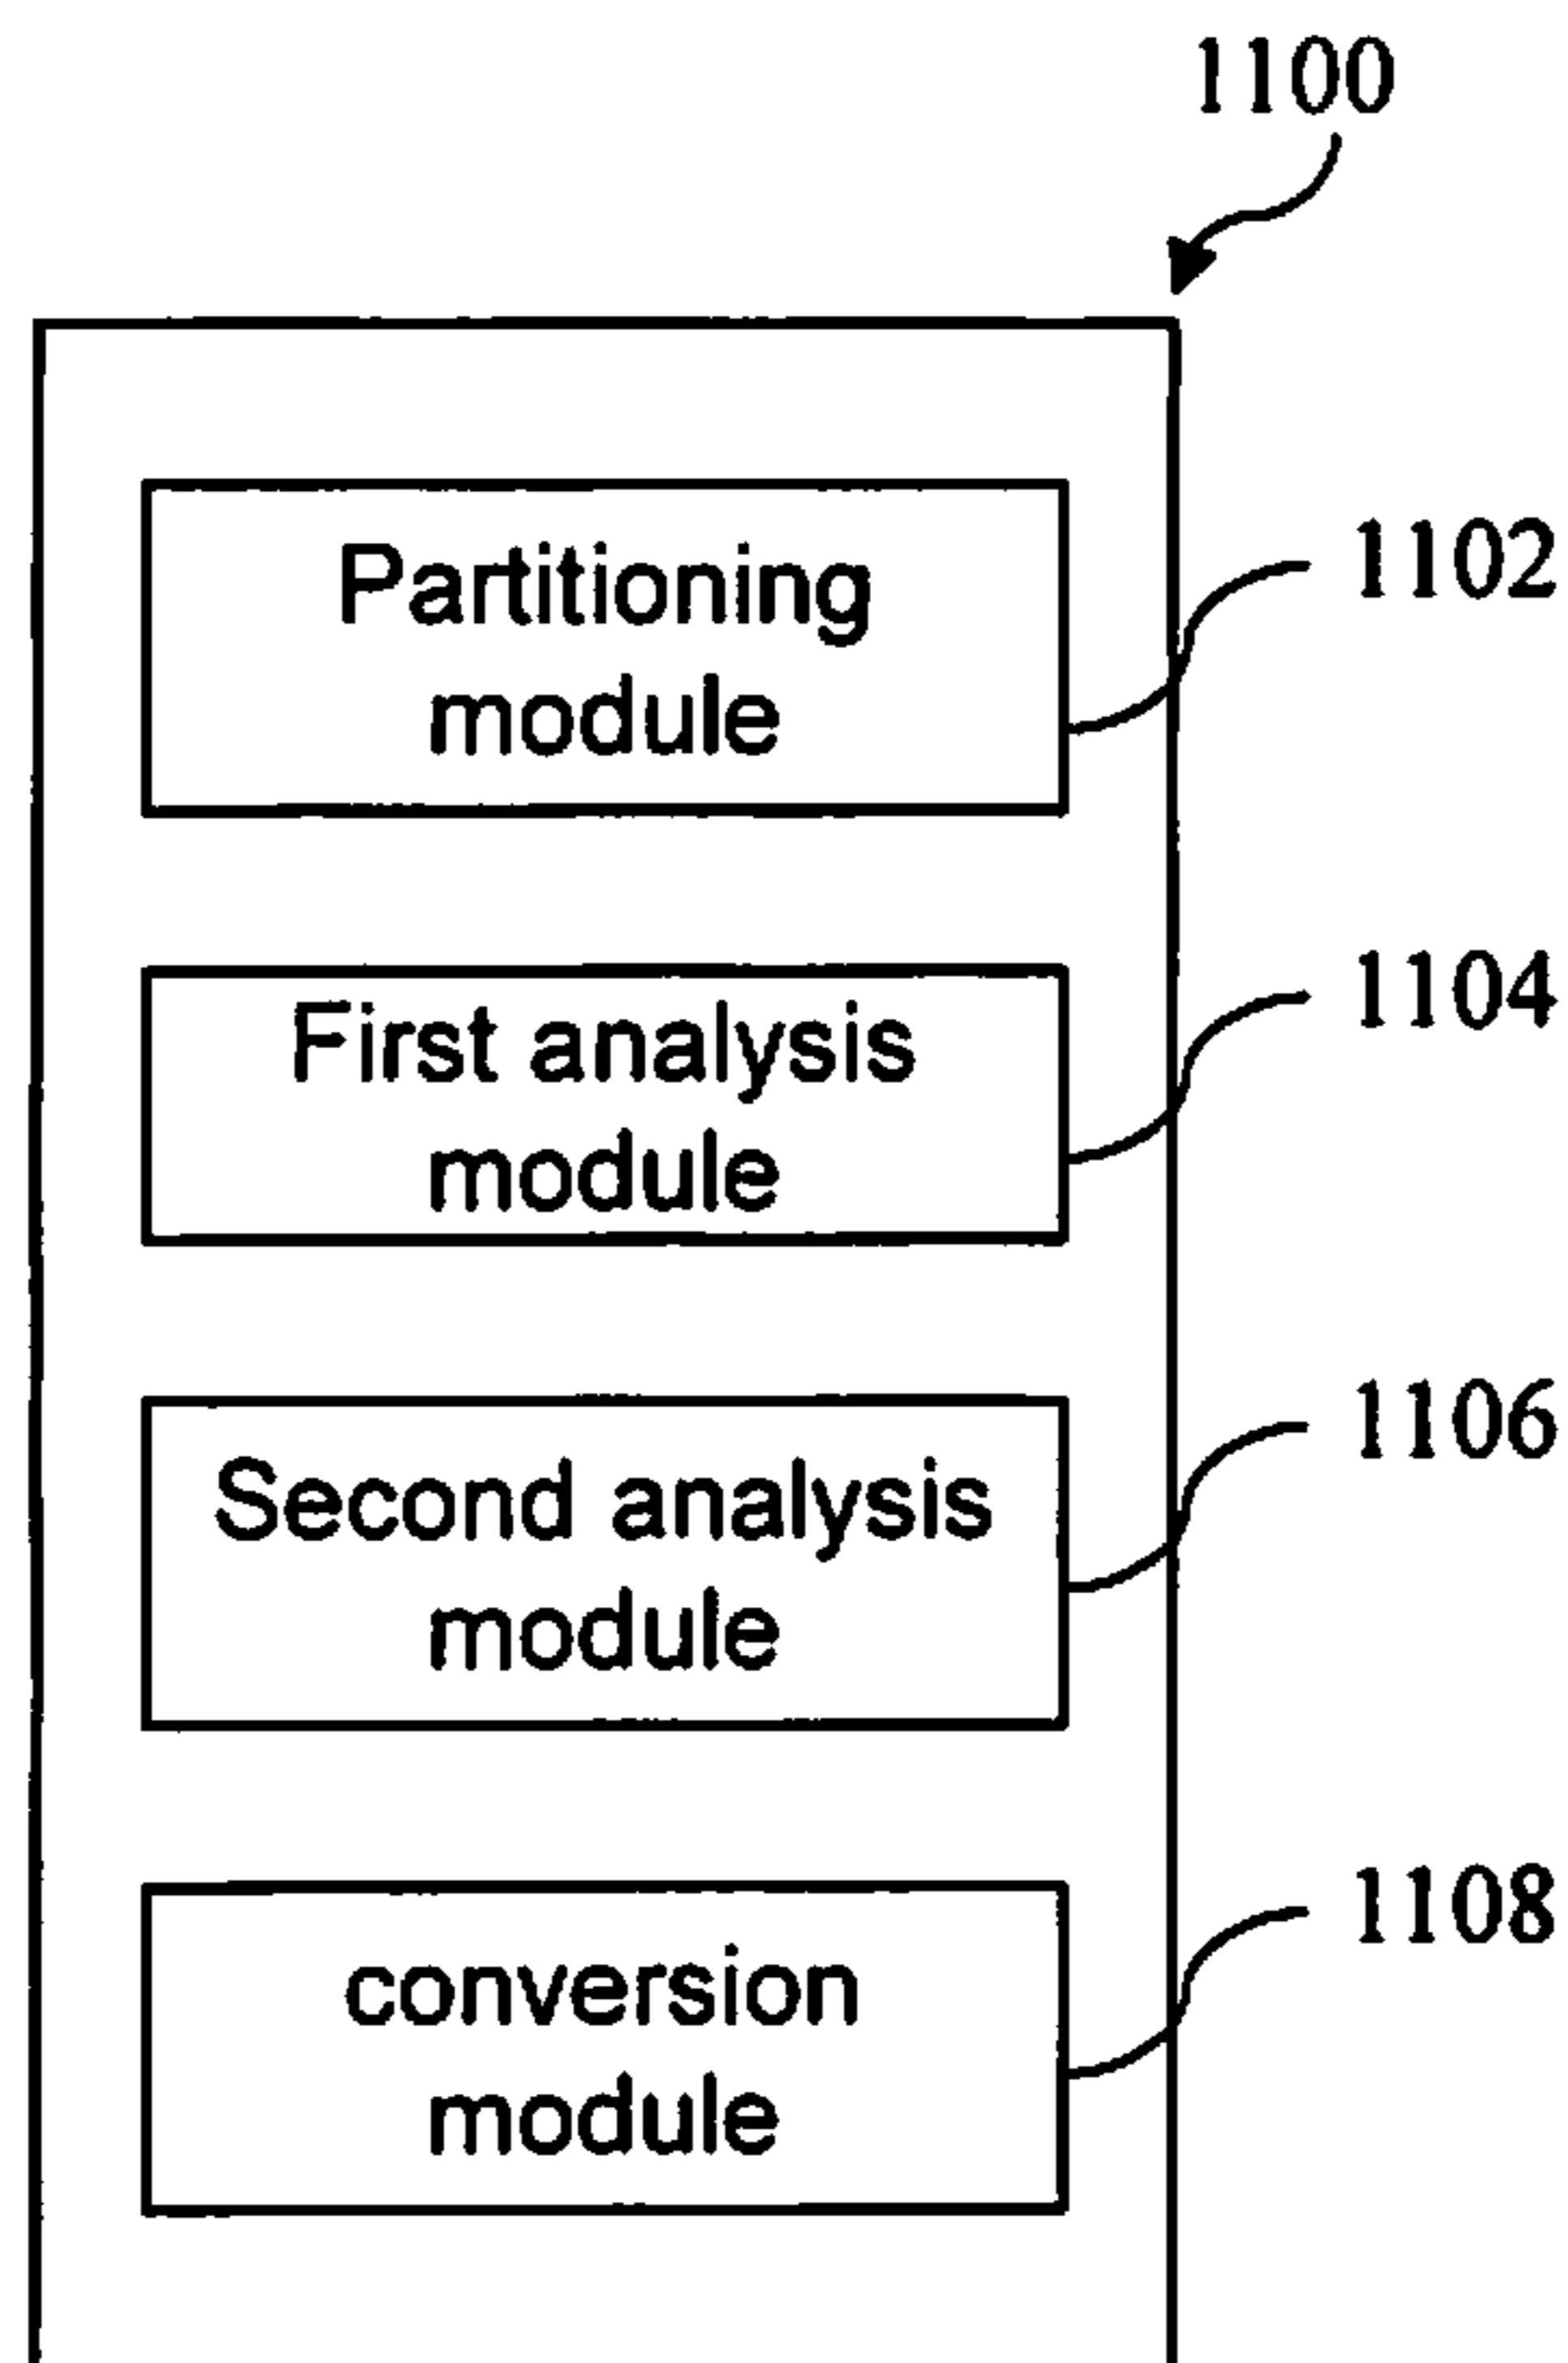 1100
Partitioning
module
1102
First analysis
module
1104
Second analysis
module
1106
conversion
module
1108